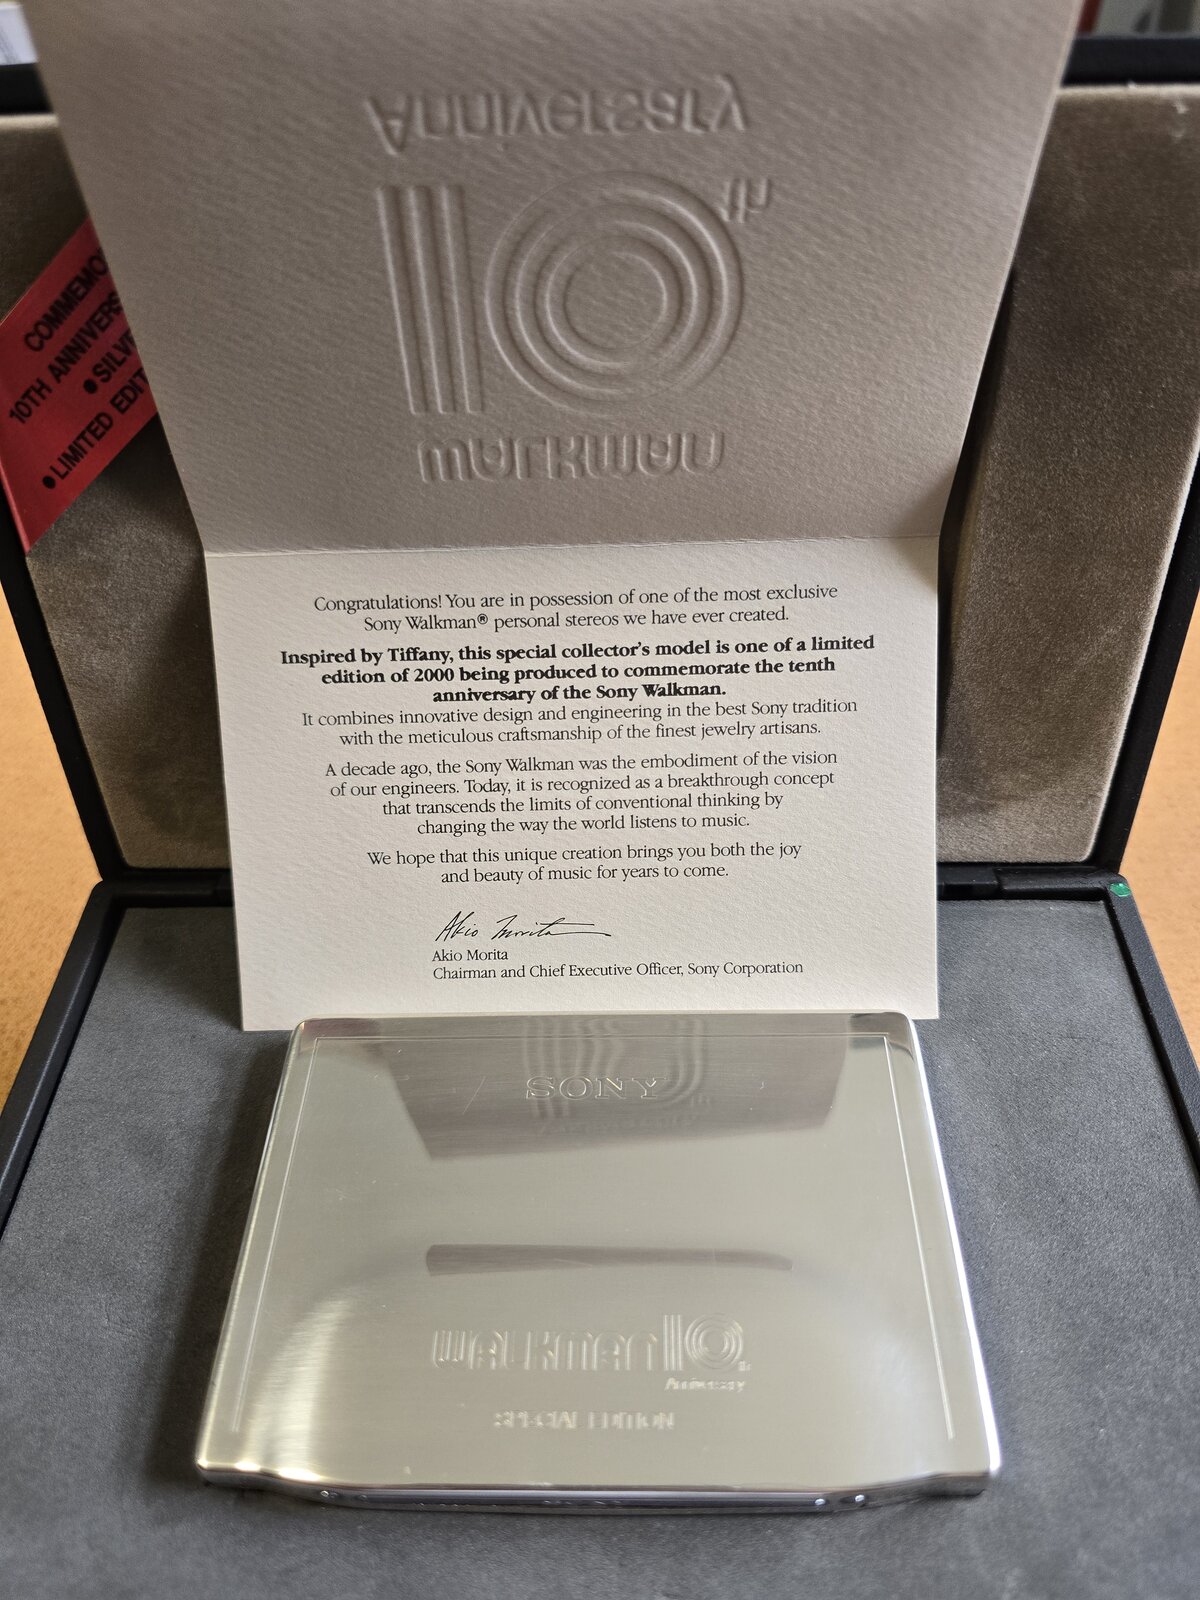 Anniversary
10th
WALKMAN
COMMEMO
10TH ANNIVERS
● SILVE
● LIMITED EDIT
Congratulations! You are in possession of one of the most exclusive
Sony Walkman® personal stereos we have ever created.
Inspired by Tiffany, this special collector's model is one of a limited
edition of 2000 being produced to commemorate the tenth
anniversary of the Sony Walkman.
It combines innovative design and engineering in the best Sony tradition
with the meticulous craftsmanship of the finest jewelry artisans.
A decade ago, the Sony Walkman was the embodiment of the vision
of our engineers. Today, it is recognized as a breakthrough concept
that transcends the limits of conventional thinking by
changing the way the world listens to music.
We hope that this unique creation brings you both the joy
and beauty of music for years to come.
Akio Morita
Akio Morita
Chairman and Chief Executive Officer, Sony Corporation
SONY
WALKMAN 10th
Anniversary
SPECIAL EDITION